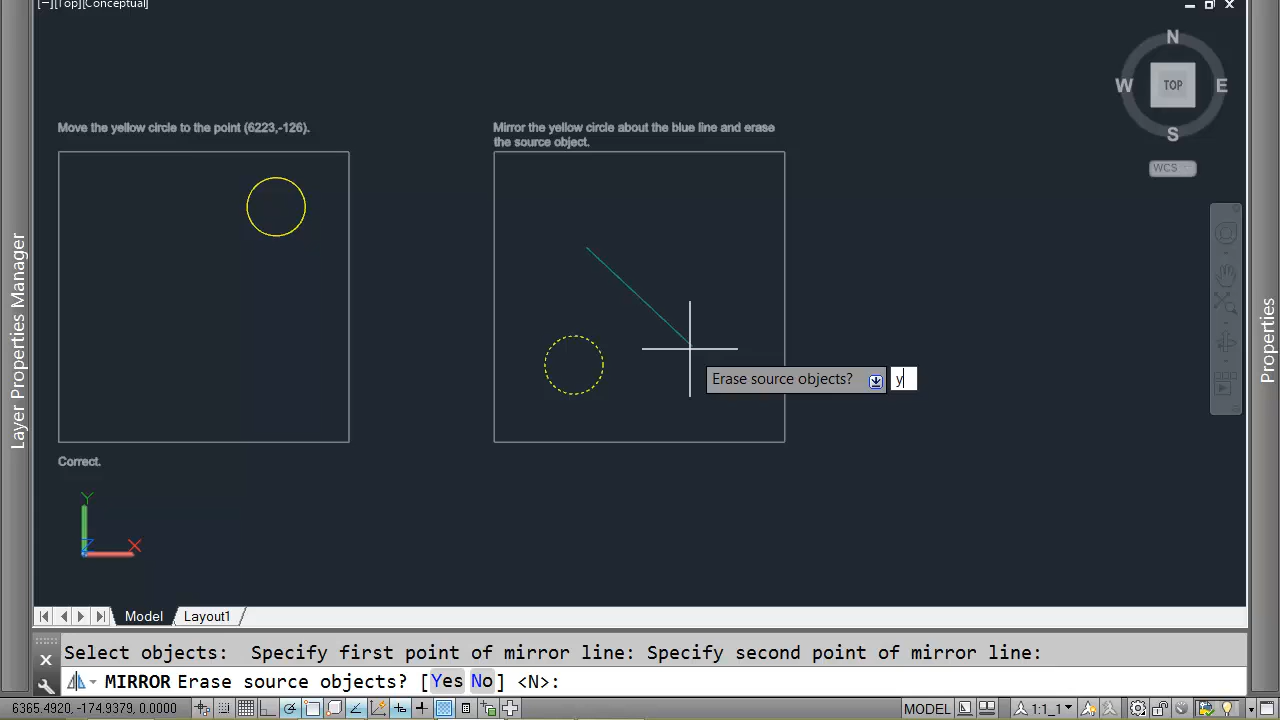 [−][Top][Conceptual]
N
W
TOP
E
S
WCS
Move the yellow circle to the point (6223,-126).
Mirror the yellow circle about the blue line and erase
the source object.
Erase source objects?
y
Correct.
Y
Z
X
Layer Properties Manager
Properties
Model
Layout1
Select objects:  Specify first point of mirror line: Specify second point of mirror line:
MIRROR Erase source objects? [Yes No] <N>:
6365.4920, -174.9379, 0.0000
MODEL
1:1_1